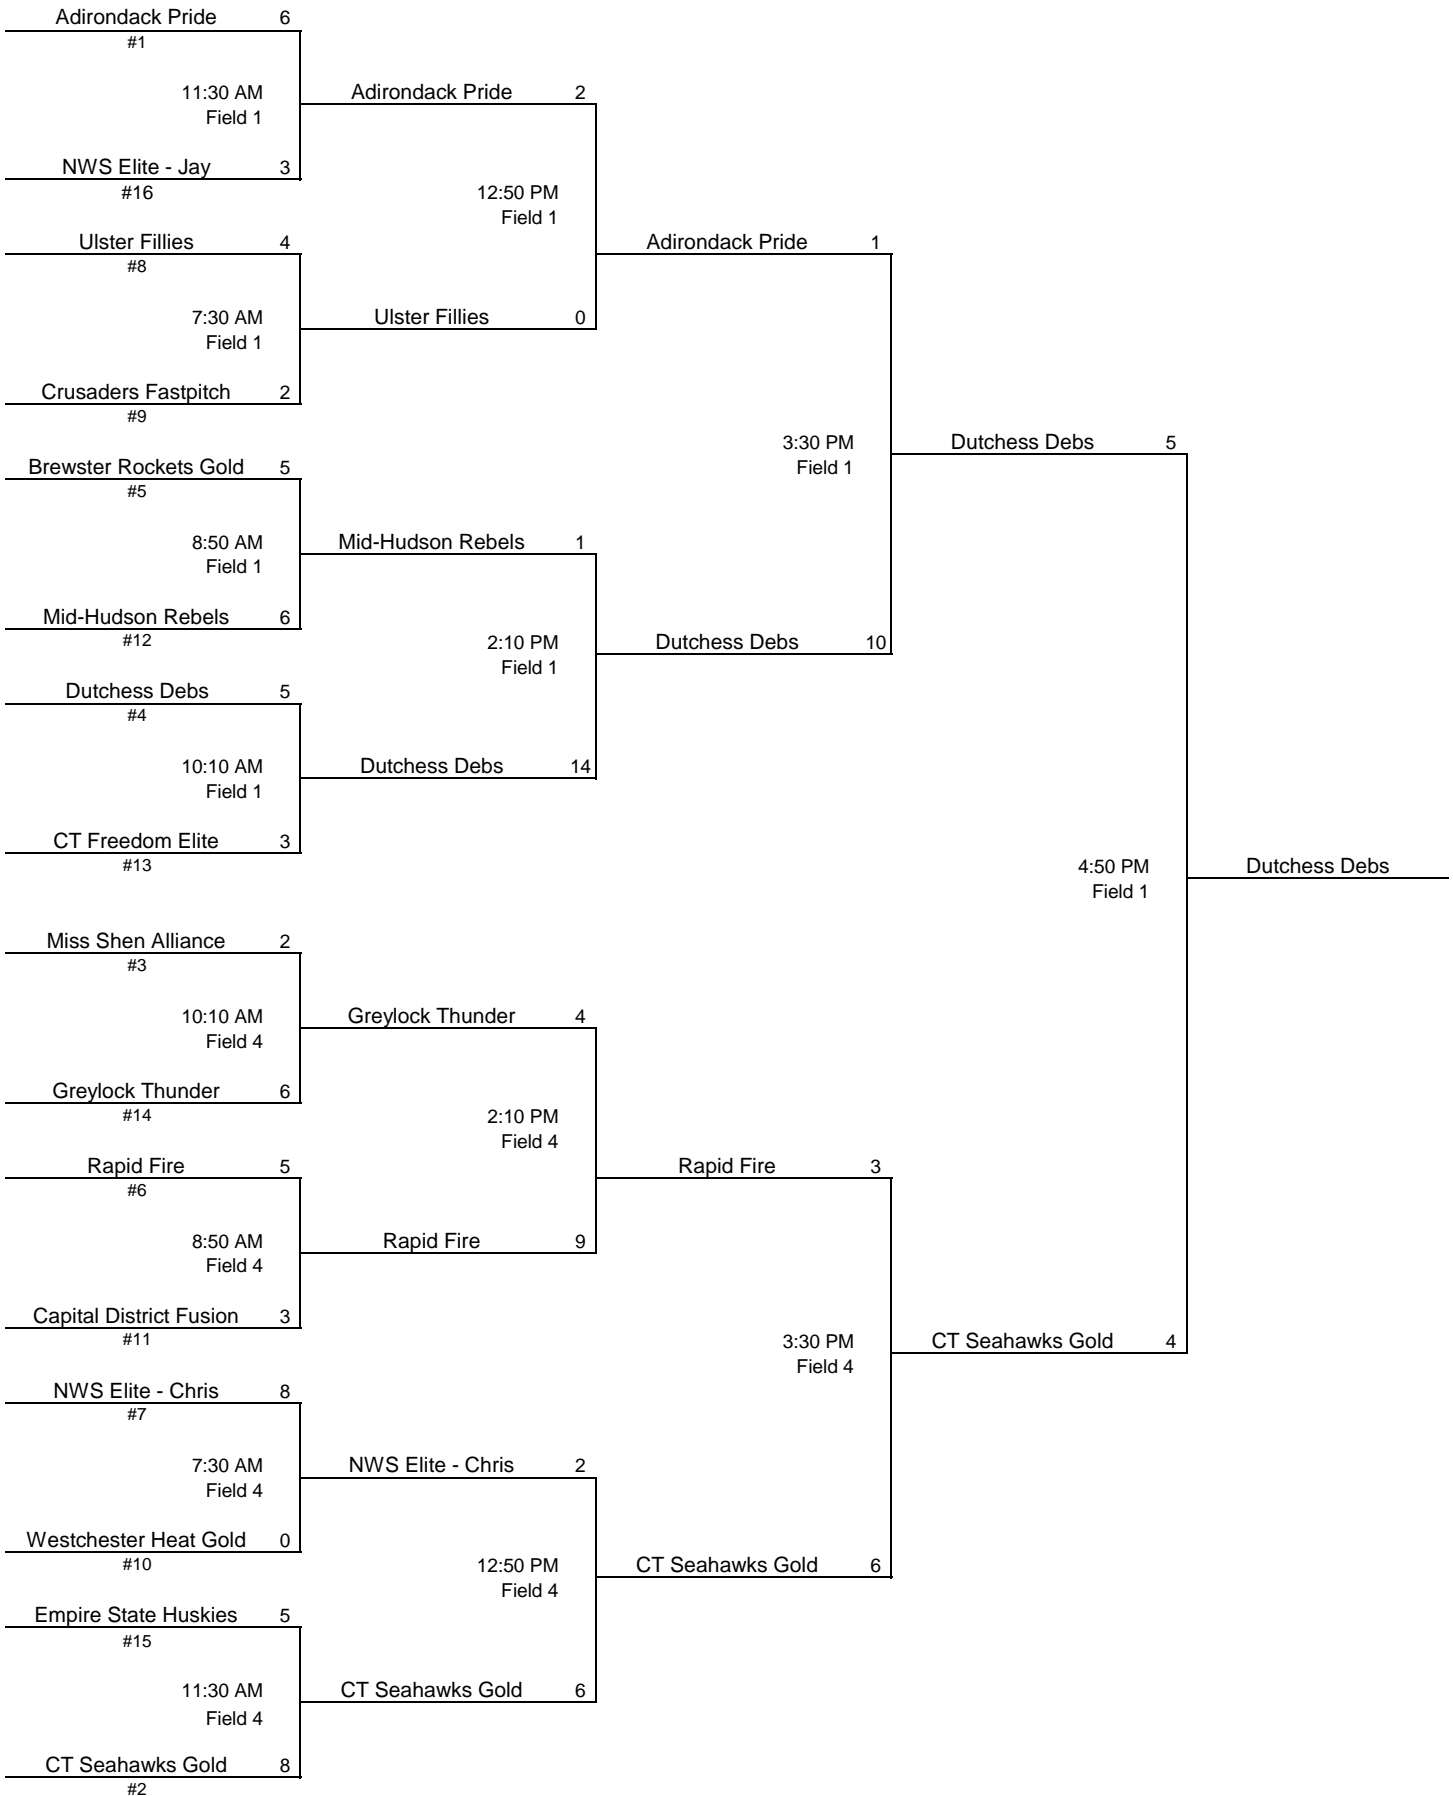 Adirondack Pride 6
#1
11:30 AM
Field 1
Adirondack Pride 2
NWS Elite - Jay 3
#16
12:50 PM
Field 1
Ulster Fillies 4
#8
Adirondack Pride 1
7:30 AM
Field 1
Ulster Fillies 0
Crusaders Fastpitch 2
#9
3:30 PM
Field 1
Dutchess Debs 5
Brewster Rockets Gold 5
#5
8:50 AM
Field 1
Mid-Hudson Rebels 1
Mid-Hudson Rebels 6
#12
2:10 PM
Field 1
Dutchess Debs 10
Dutchess Debs 5
#4
10:10 AM
Field 1
Dutchess Debs 14
CT Freedom Elite 3
#13
4:50 PM
Field 1
Dutchess Debs
Miss Shen Alliance 2
#3
10:10 AM
Field 4
Greylock Thunder 4
Greylock Thunder 6
#14
2:10 PM
Field 4
Rapid Fire 5
#6
Rapid Fire 3
8:50 AM
Field 4
Rapid Fire 9
Capital District Fusion 3
#11
3:30 PM
Field 4
CT Seahawks Gold 4
NWS Elite - Chris 8
#7
7:30 AM
Field 4
NWS Elite - Chris 2
Westchester Heat Gold 0
#10
12:50 PM
Field 4
CT Seahawks Gold 6
Empire State Huskies 5
#15
11:30 AM
Field 4
CT Seahawks Gold 6
CT Seahawks Gold 8
#2